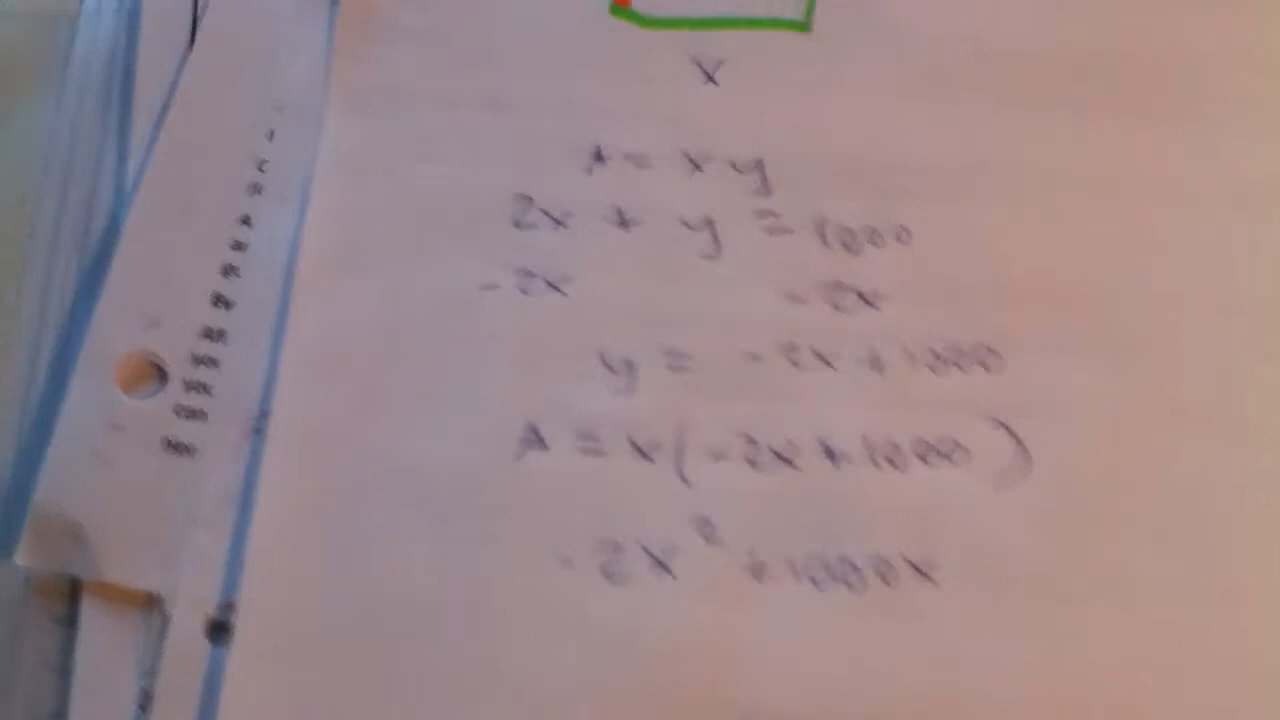 x
A = xy
2x + y = 1000
-2x -2x
y = -2x + 1000
A = x(-2x + 1000)
-2x² + 1000x